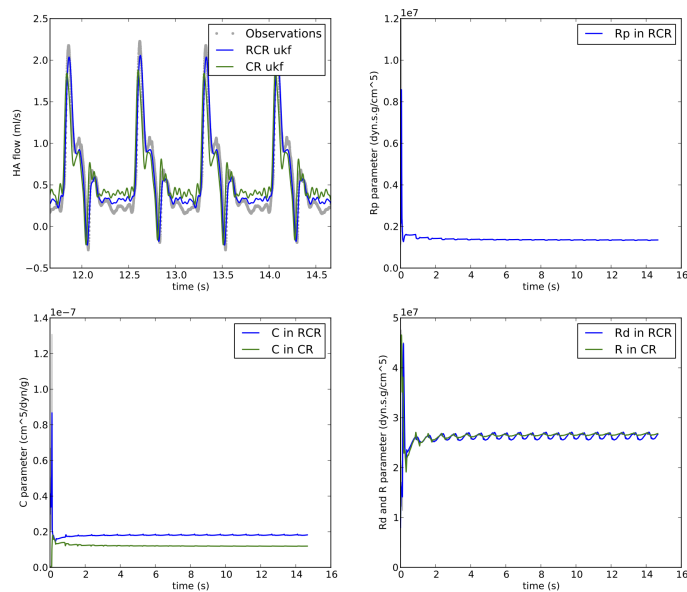 2.5
2.0
1.5
1.0
0.5
0.0
−0.5
HA flow (ml/s)
Observations
RCR ukf
CR ukf
12.0 12.5 13.0 13.5 14.0 14.5
time (s)
1e7
1.2
1.0
0.8
0.6
0.4
0.2
0.0
Rp parameter (dyn.s.g/cm^5)
Rp in RCR
0 2 4 6 8 10 12 14 16
time (s)
1e−7
1.4
1.2
1.0
0.8
0.6
0.4
0.2
0.0
C parameter (cm^5/dyn/g)
C in RCR
C in CR
0 2 4 6 8 10 12 14 16
time (s)
1e7
5
4
3
2
1
0
Rd and R parameter (dyn.s.g/cm^5)
Rd in RCR
R in CR
0 2 4 6 8 10 12 14 16
time (s)